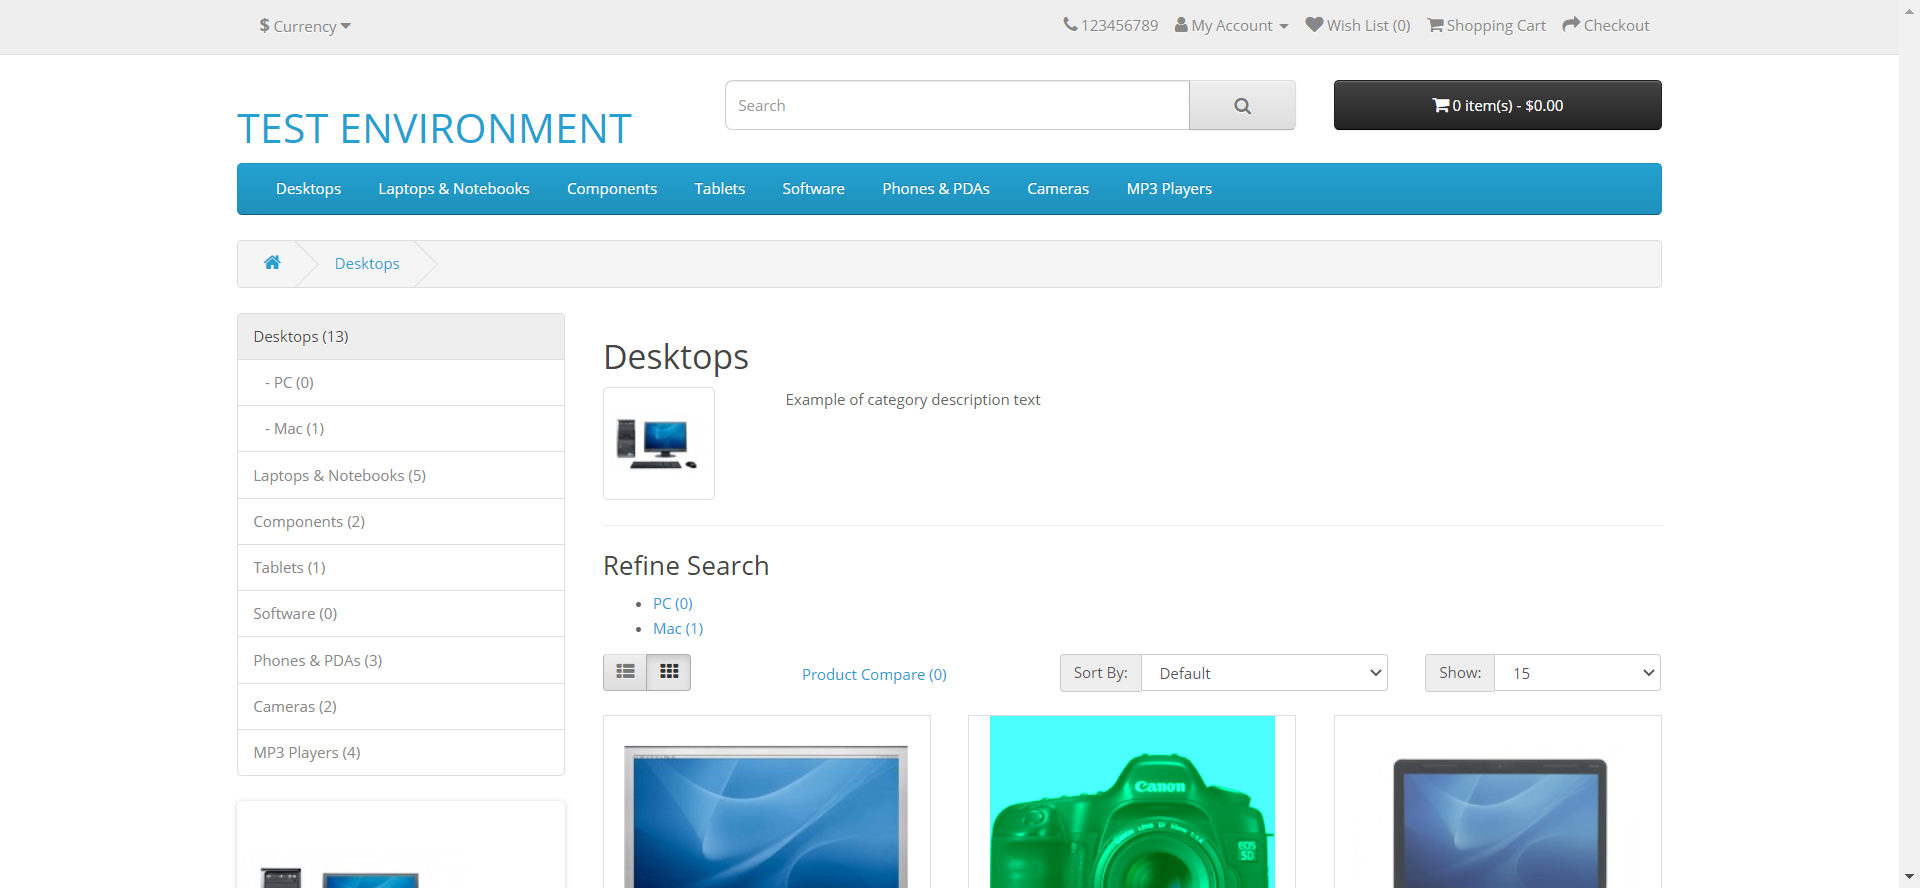 $ Currency
123456789 My Account Wish List (0) Shopping Cart Checkout
TEST ENVIRONMENT
Search
0 item(s) - $0.00
Desktops Laptops & Notebooks Components Tablets Software Phones & PDAs Cameras MP3 Players
Desktops
Desktops (13)
- PC (0)
- Mac (1)
Laptops & Notebooks (5)
Components (2)
Tablets (1)
Software (0)
Phones & PDAs (3)
Cameras (2)
MP3 Players (4)
Desktops
Example of category description text
Refine Search
PC (0)
Mac (1)
Product Compare (0)
Sort By: Default
Show: 15
Canon
EOS
5D